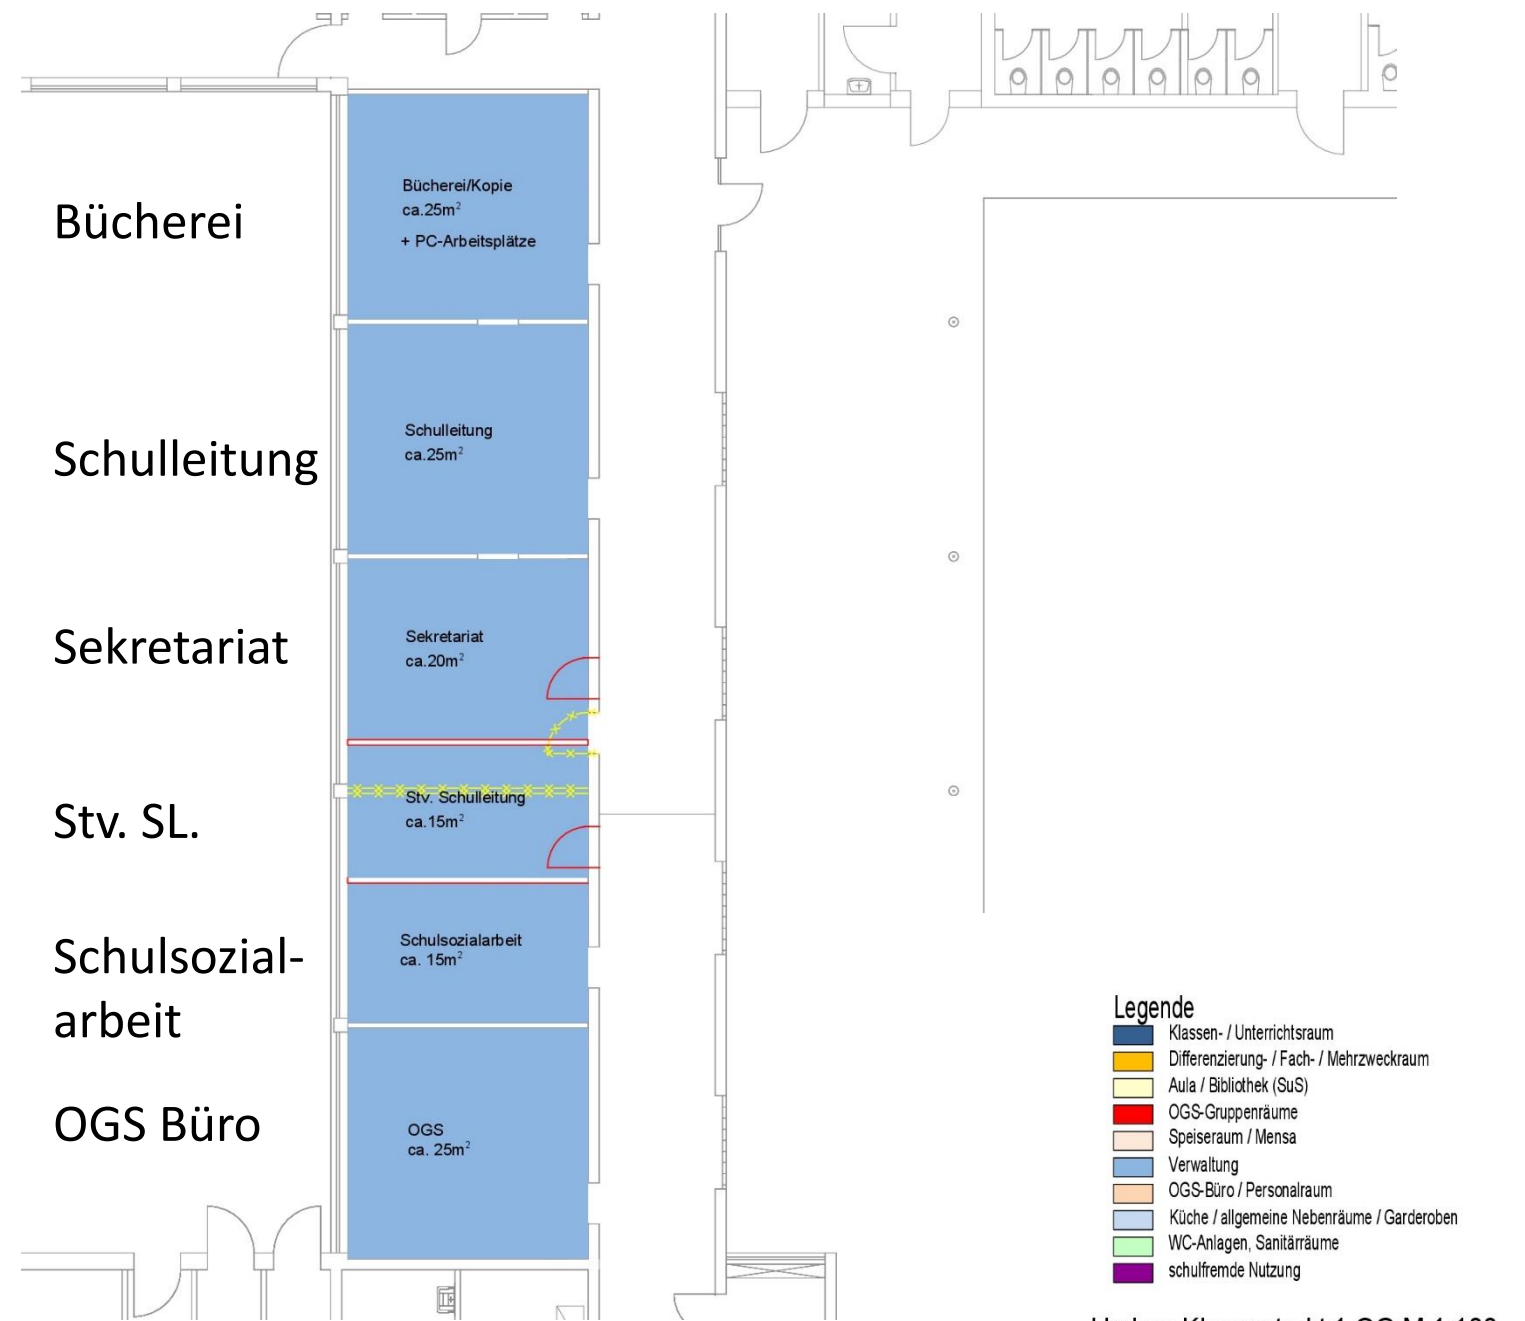 Bücherei
Bücherei/Kopie
ca.25m²
+ PC-Arbeitsplätze
Schulleitung
Schulleitung
ca.25m²
Sekretariat
Sekretariat
ca.20m²
Stv. SL.
Stv. Schulleitung
ca.15m²
Schulsozial-
arbeit
Schulsozialarbeit
ca. 15m²
OGS Büro
OGS
ca. 25m²
Legende
Klassen- / Unterrichtsraum
Differenzierung- / Fach- / Mehrzweckraum
Aula / Bibliothek (SuS)
OGS-Gruppenräume
Speiseraum / Mensa
Verwaltung
OGS-Büro / Personalraum
Küche / allgemeine Nebenräume / Garderoben
WC-Anlagen, Sanitärräume
schulfremde Nutzung